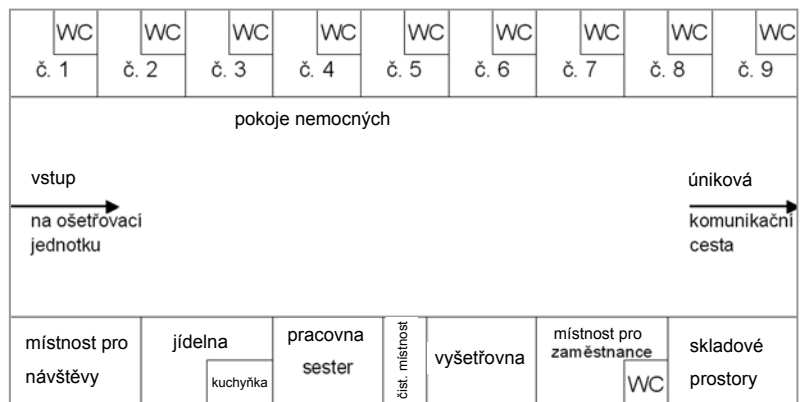 WC WC WC WC WC WC WC WC WC
č. 1 č. 2 č. 3 č. 4 č. 5 č. 6 č. 7 č. 8 č. 9
pokoje nemocných
vstup
na ošetřovací
jednotku
úniková
komunikační
cesta
místnost pro
návštěvy
jídelna
kuchyňka
pracovna
sester
čist. místnost
vyšetřovna
místnost pro
zaměstnance
WC
skladové
prostory